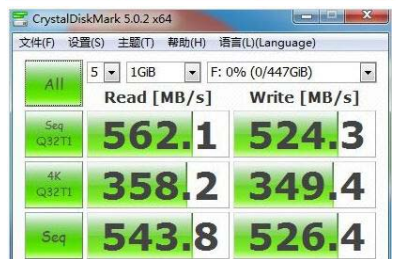 CrystalDiskMark 5.0.2 x64
文件(F) 设置(S) 主题(T) 帮助(H) 语言(L)(Language)
All 5 1GiB F: 0% (0/447GiB)
Read [MB/s] Write [MB/s]
Seq
Q32T1 562.1 524.3
4K
Q32T1 358.2 349.4
Seq 543.8 526.4